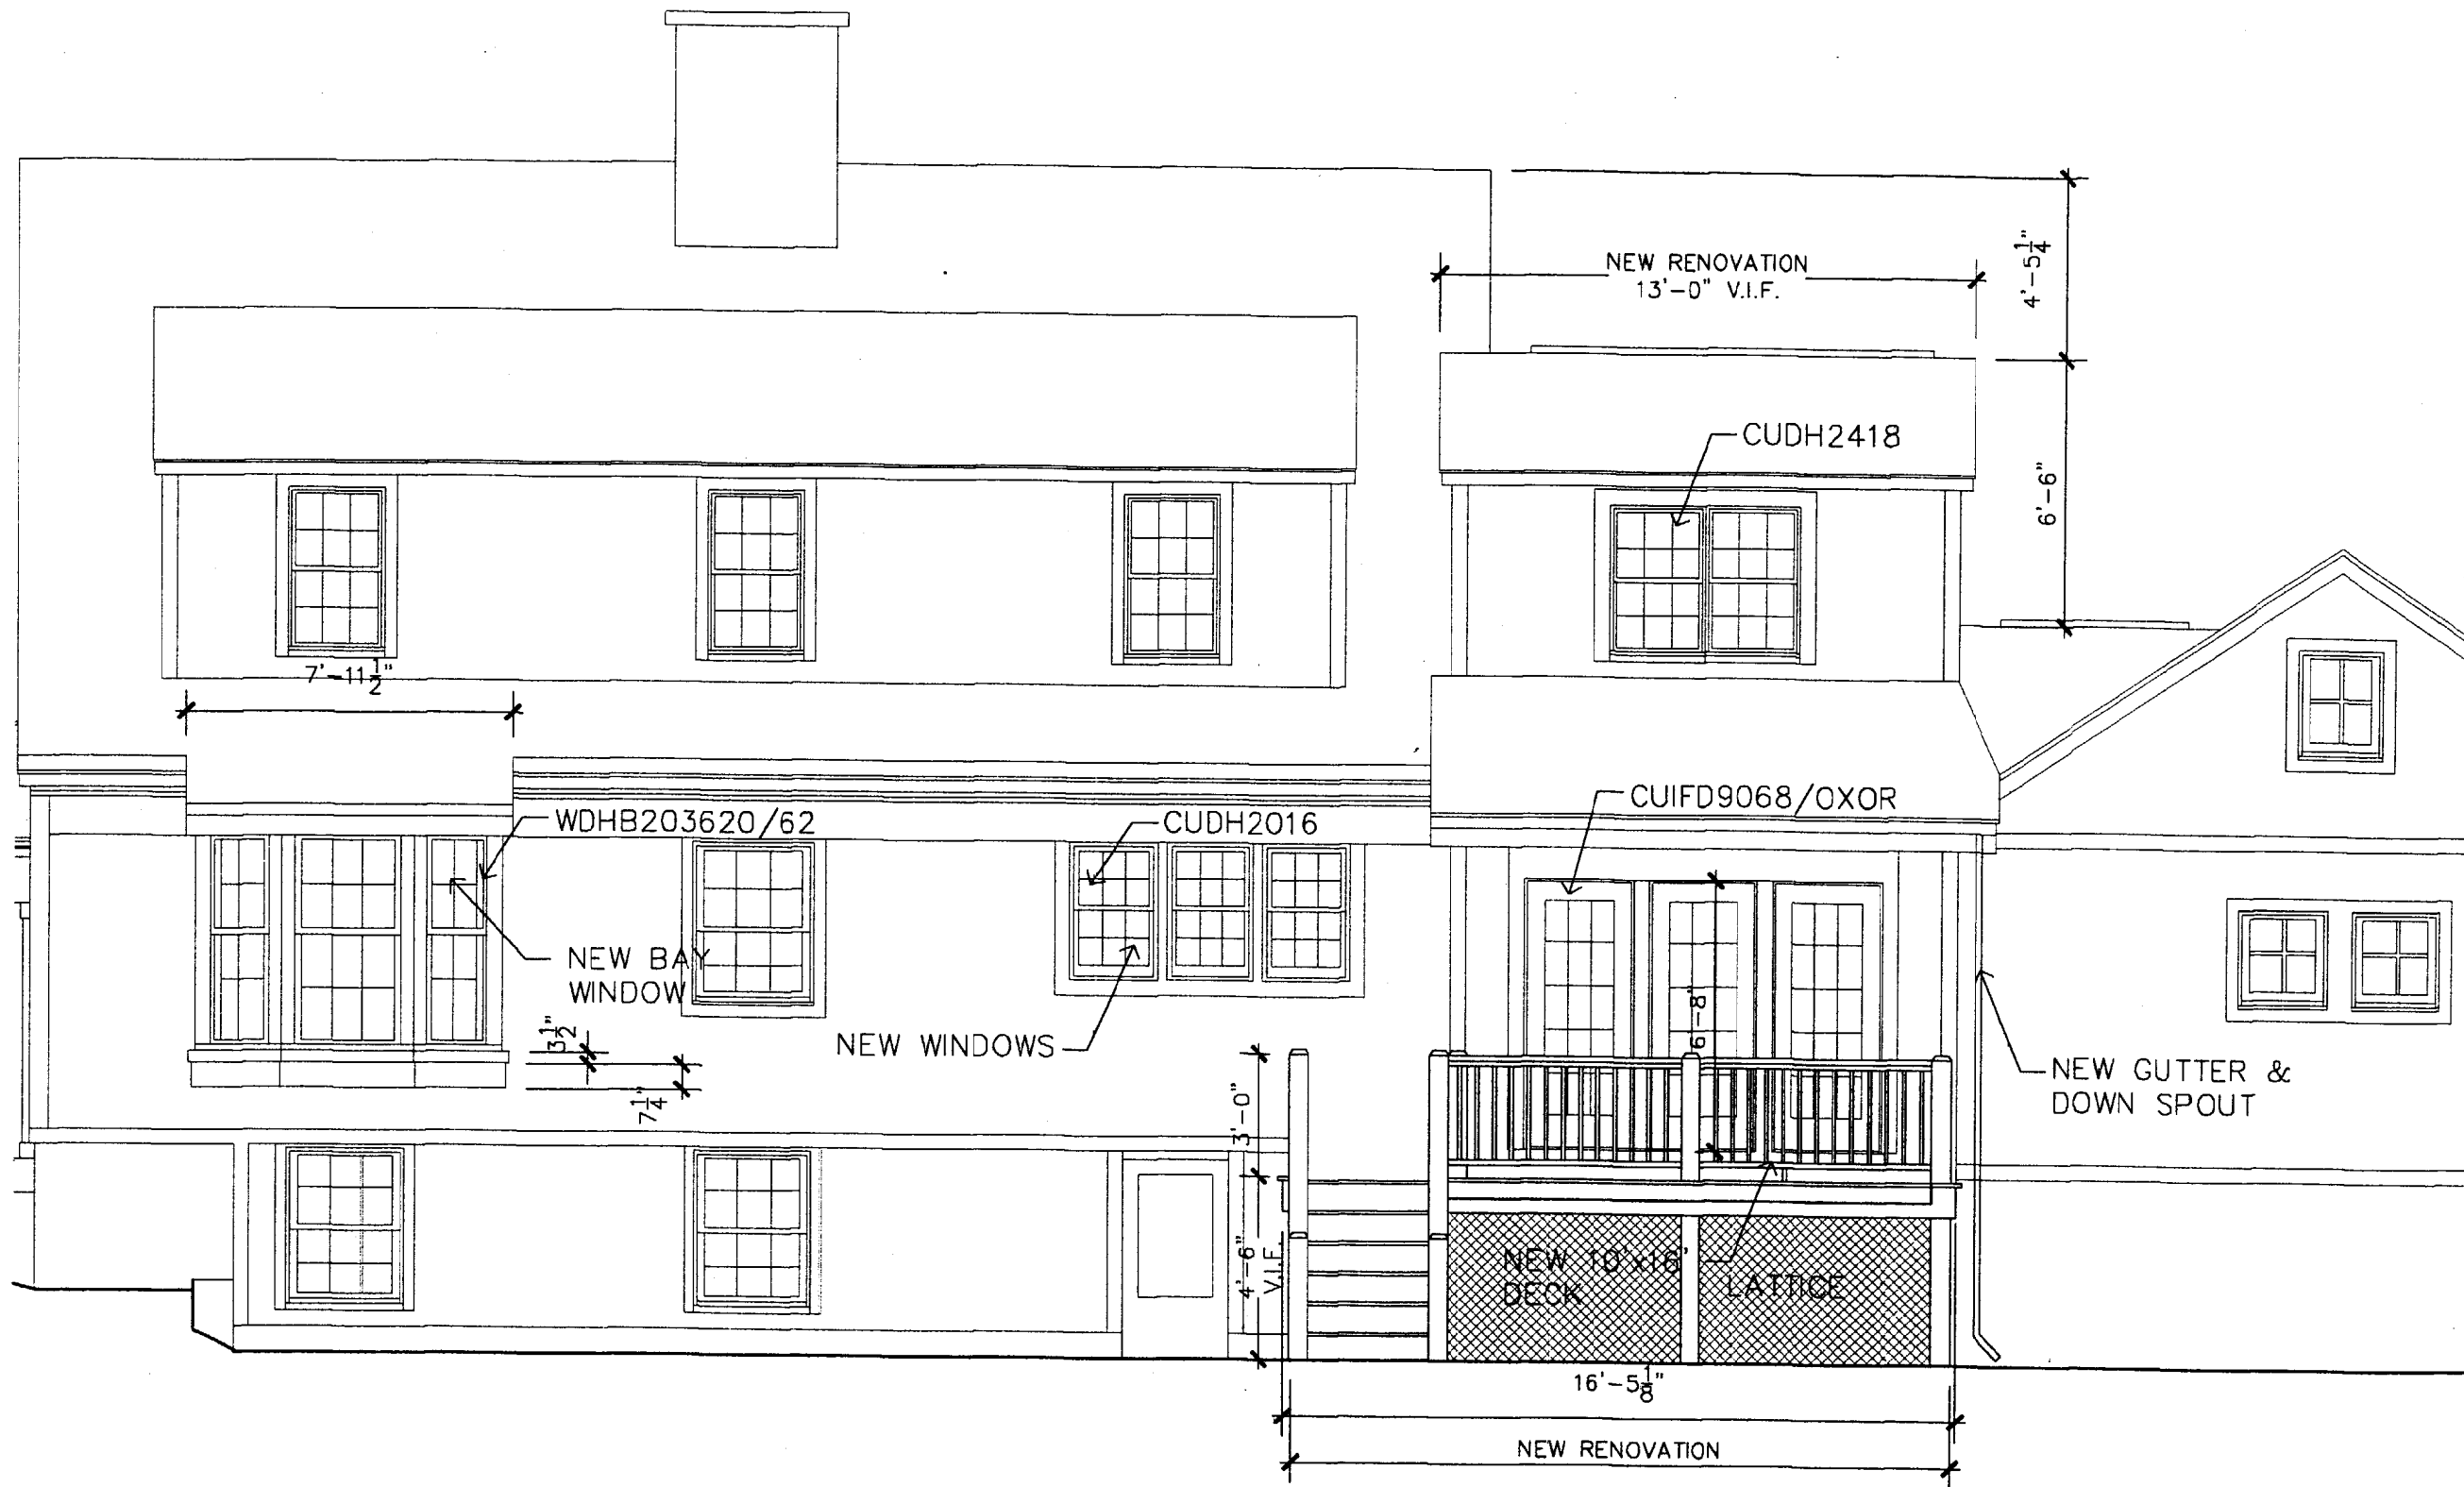 4'-5 1/4"
NEW RENOVATION
13'-0" V.I.F.
CUDH2418
6'-6"
7'-11 1/2"
CUIFD9068/OXOR
WDHB203620/62
CUDH2016
NEW BAY
WINDOW
6'-8"
3 1/2"
NEW WINDOWS
7 1/4"
3'-0"
NEW GUTTER &
DOWN SPOUT
4'-6"
V.I.F.
NEW 10'x16'
DECK
LATTICE
16'-5 1/8"
NEW RENOVATION